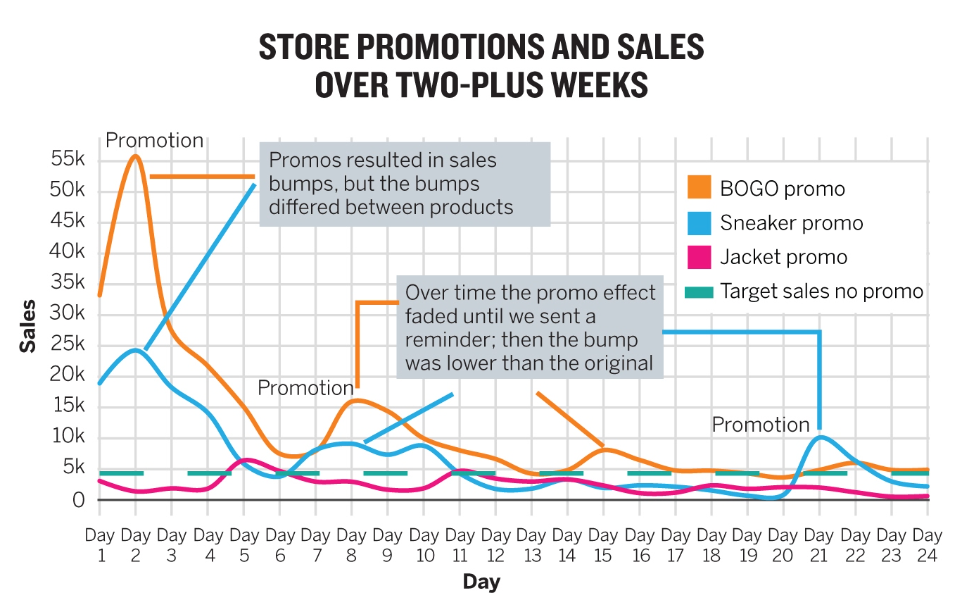 STORE PROMOTIONS AND SALES
OVER TWO-PLUS WEEKS
Promotion
Promos resulted in sales
bumps, but the bumps
differed between products
BOGO promo
Sneaker promo
Jacket promo
Target sales no promo
Over time the promo effect
faded until we sent a
reminder; then the bump
was lower than the original
Promotion
Promotion
Sales
55k
50k
45k
40k
35k
30k
25k
20k
15k
10k
5k
0
Day 1
Day 2
Day 3
Day 4
Day 5
Day 6
Day 7
Day 8
Day 9
Day 10
Day 11
Day 12
Day 13
Day 14
Day 15
Day 16
Day 17
Day 18
Day 19
Day 20
Day 21
Day 22
Day 23
Day 24
Day